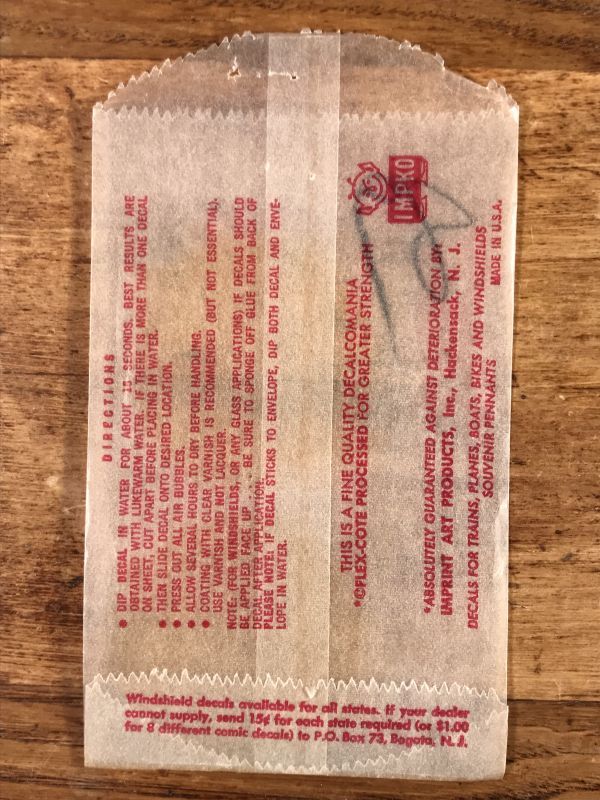 DIRECTIONS
• DIP DECAL IN WATER FOR ABOUT 15 SECONDS. BEST RESULTS ARE
OBTAINED WITH LUKEWARM WATER. IF THERE IS MORE THAN ONE DECAL
ON SHEET, CUT APART BEFORE PLACING IN WATER.
• THEN SLIDE DECAL ONTO DESIRED LOCATION.
• PRESS OUT ALL AIR BUBBLES.
• ALLOW SEVERAL HOURS TO DRY BEFORE HANDLING.
• COATING WITH CLEAR VARNISH IS RECOMMENDED (BUT NOT ESSENTIAL).
USE VARNISH AND NOT LACQUER.
NOTE: (FOR WINDSHIELDS, OR ANY GLASS APPLICATIONS) IF DECALS SHOULD
BE APPLIED FACE UP . . . BE SURE TO SPONGE OFF GLUE FROM BACK OF
DECAL AFTER APPLICATION.
PLEASE NOTE: IF DECAL STICKS TO ENVELOPE, DIP BOTH DECAL AND ENVE-
LOPE IN WATER.
THIS IS A FINE QUALITY DECALCOMANIA
*©FLEX-COTE PROCESSED FOR GREATER STRENGTH
IMPKO
*ABSOLUTELY GUARANTEED AGAINST DETERIORATION BY:
IMPRINT ART PRODUCTS, Inc., Hackensack, N. J.
DECALS FOR TRAINS, PLANES, BOATS, BIKES AND WINDSHIELDS
SOUVENIR PENNANTS
MADE IN U.S.A.
Windshield decals available for all states. If your dealer
cannot supply, send 15¢ for each state required (or $1.00
for 8 different comic decals) to P.O. Box 73, Bogota, N. J.